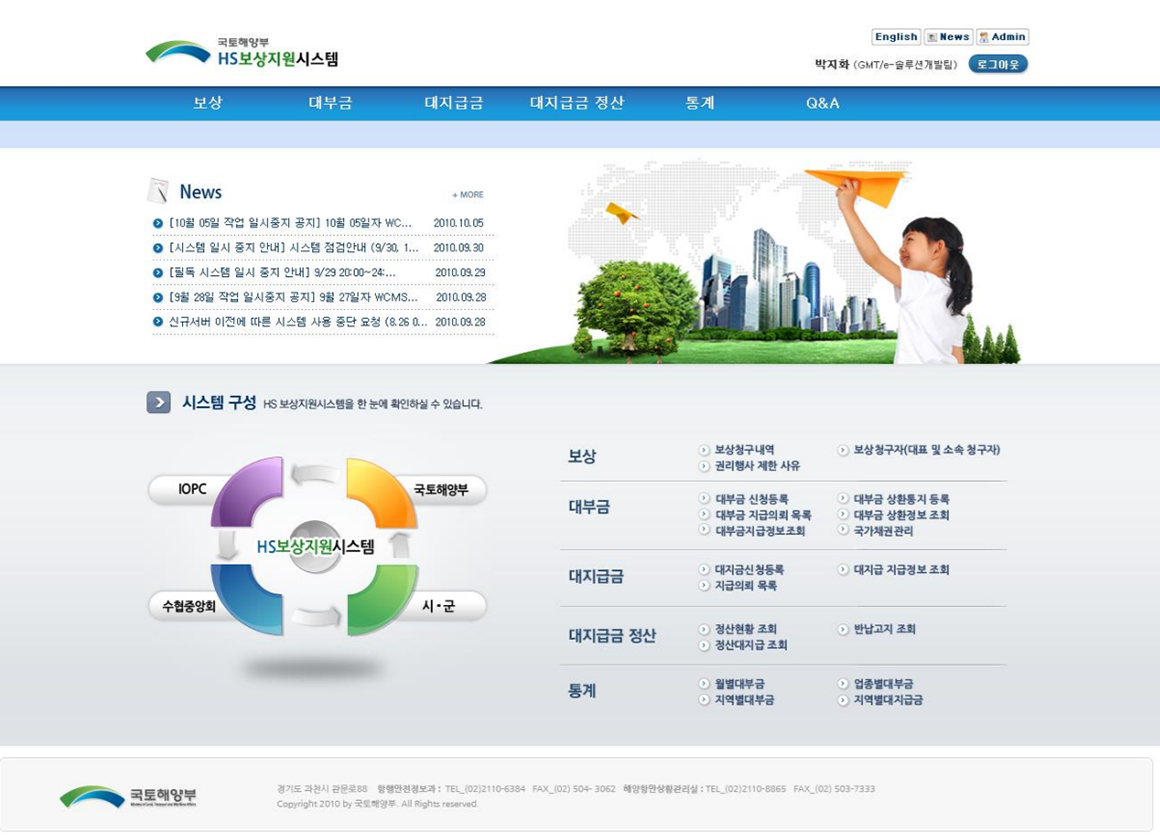 국토해양부
HS보상지원시스템
English News Admin
박지화 (GMT/e-솔루션개발팀) 로그아웃
보상 대부금 대지급금 대지급금 정산 통계 Q&A
News + MORE
[10월 05일 작업 일시중지 공지] 10월 05일자 WC... 2010.10.05
[시스템 일시 중지 안내] 시스템 점검안내 (9/30, 1... 2010.09.30
[필독 시스템 일시 중지 안내] 9/29 20:00~24:... 2010.09.29
[9월 28일 작업 일시중지 공지] 9월 27일자 WCMS... 2010.09.28
신규서버 이전에 따른 시스템 사용 중단 요청 (8.26 0... 2010.09.28
시스템 구성 HS 보상지원시스템을 한 눈에 확인하실 수 있습니다.
IOPC 국토해양부
HS보상지원시스템
수협중앙회 시·군
보상
보상청구내역 보상청구자(대표 및 소속 청구자)
권리행사 제한 사유
대부금
대부금 신청등록 대부금 상환통지 등록
대부금 지급의뢰 목록 대부금 상환정보 조회
대부금지급정보조회 국가채권관리
대지급금
대지금신청등록 대지급 지급정보 조회
지급의뢰 목록
대지급금 정산
정산현황 조회 반납고지 조회
정산대지급 조회
통계
월별대부금 업종별대부금
지역별대부금 지역별대지급금
국토해양부
경기도 과천시 관문로88 항행안전정보과 : TEL_(02)2110-6384 FAX_(02) 504- 3062 해양항만상황관리실 : TEL_(02)2110-8865 FAX_(02) 503-7333
Copyright 2010 by 국토해양부. All Rights reserved.